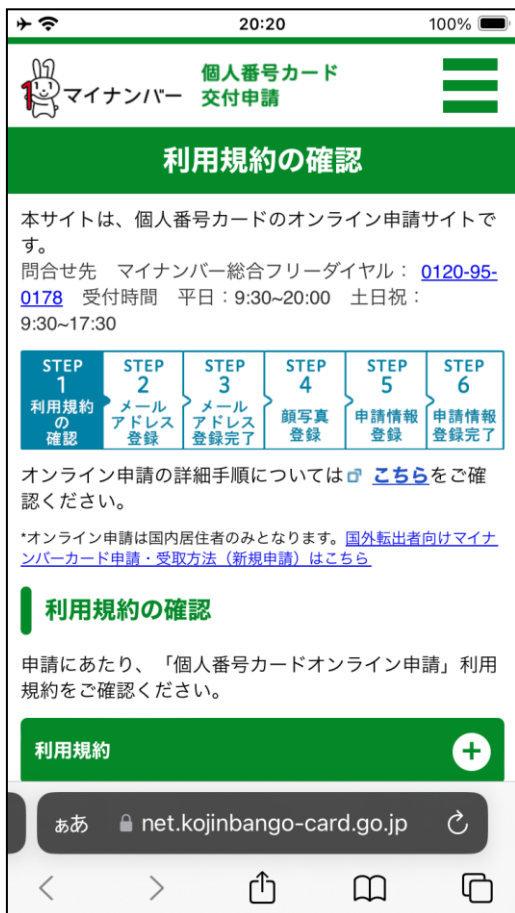 20:20
100%
マイナンバー
個人番号カード
交付申請
利用規約の確認
本サイトは、個人番号カードのオンライン申請サイトで
す。
問合せ先　マイナンバー総合フリーダイヤル： 0120-95-
0178　受付時間　平日：9:30~20:00　土日祝：
9:30~17:30
STEP
1
利用規約
の
確認
STEP
2
メール
アドレス
登録
STEP
3
メール
アドレス
登録完了
STEP
4
顔写真
登録
STEP
5
申請情報
登録
STEP
6
申請情報
登録完了
オンライン申請の詳細手順については こちらをご確
認ください。
*オンライン申請は国内居住者のみとなります。国外転出者向けマイナ
ンバーカード申請・受取方法（新規申請）はこちら
利用規約の確認
申請にあたり、「個人番号カードオンライン申請」利用
規約をご確認ください。
利用規約
ぁあ net.kojinbango-card.go.jp